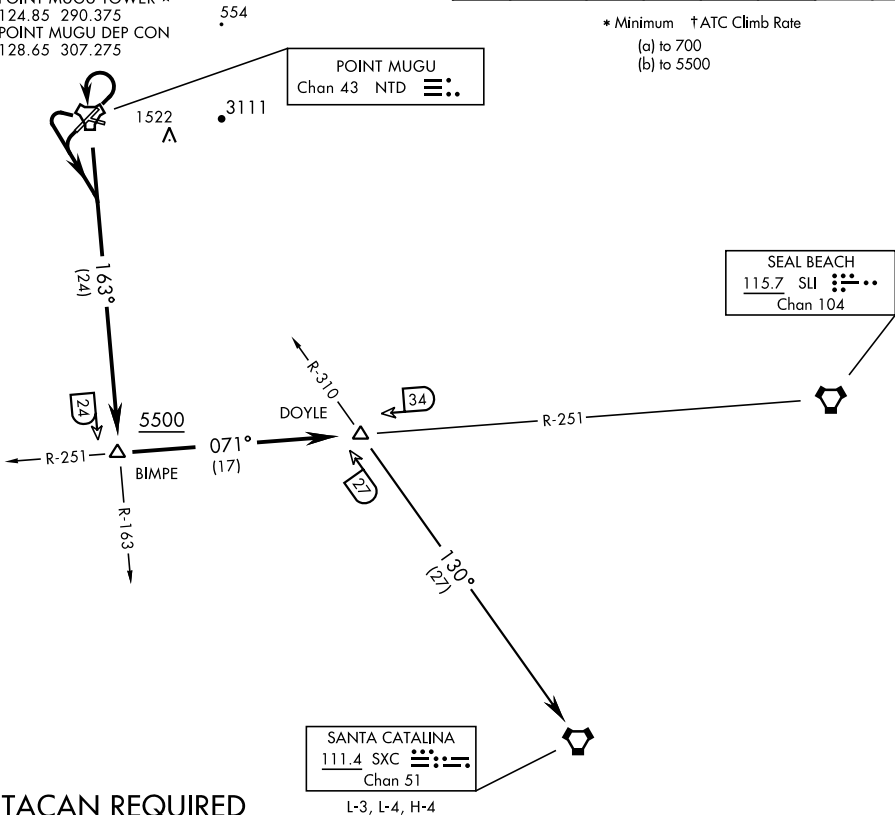 POINT MUGU TOWER *
124.85 290.375
POINT MUGU DEP CON
128.65 307.275
554
* Minimum †ATC Climb Rate
(a) to 700
(b) to 5500
POINT MUGU
Chan 43 NTD
1522
3111
163°
(24)
SEAL BEACH
115.7 SLI
Chan 104
R-310
24
5500
DOYLE
34
R-251
R-251
BIMPE
071°
(17)
27
R-163
130°
(27)
SANTA CATALINA
111.4 SXC
Chan 51
L-3, L-4, H-4
TACAN REQUIRED